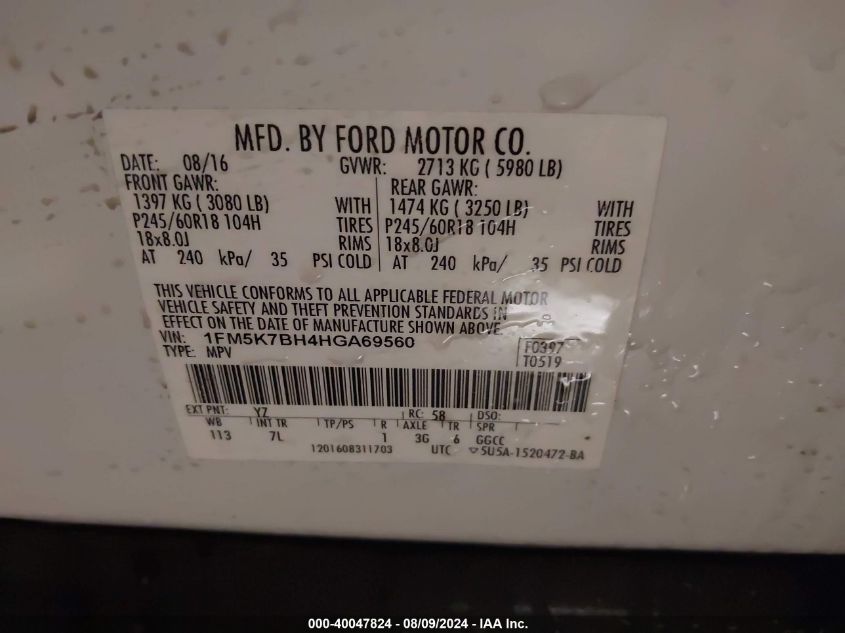 MFD. BY FORD MOTOR CO.
DATE: 08/16 GVWR: 2713 KG ( 5980 LB)
FRONT GAWR: REAR GAWR:
1397 KG ( 3080 LB) WITH 1474 KG ( 3250 LB) WITH
P245/60R18 104H TIRES P245/60R18 104H TIRES
18x8.0J RIMS 18x8.0J RIMS
AT 240 kPa/ 35 PSI COLD AT 240 kPa/ 35 PSI COLD
THIS VEHICLE CONFORMS TO ALL APPLICABLE FEDERAL MOTOR
VEHICLE SAFETY AND THEFT PREVENTION STANDARDS IN
EFFECT ON THE DATE OF MANUFACTURE SHOWN ABOVE.
VIN: 1FM5K7BH4HGA69560 F0397
TYPE: MPV T0519
EXT PNT: YZ RC: 58 DSO:
WB INT TR TP/PS R AXLE TR SPR
113 7L 1 3G 6 GGCC
1201608311703 UTC ▽5U5A-1520472-BA
000-40047824 - 08/09/2024 - IAA Inc.